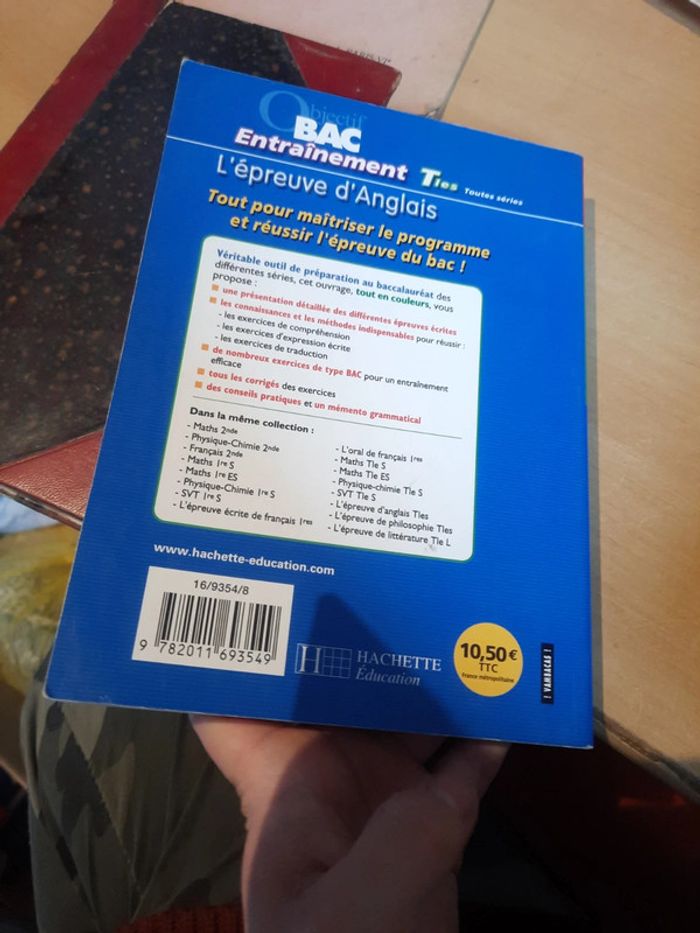 PARIS VIe
Objectif
BAC
Entraînement Tles Toutes séries
L'épreuve d'Anglais
Tout pour maîtriser le programme
et réussir l'épreuve du bac !
Véritable outil de préparation au baccalauréat des
différentes séries, cet ouvrage, tout en couleurs, vous
propose :
une présentation détaillée des différentes épreuves écrites
les connaissances et les méthodes indispensables pour réussir :
- les exercices de compréhension
- les exercices d'expression écrite
- les exercices de traduction
de nombreux exercices de type BAC pour un entraînement
efficace
tous les corrigés des exercices
des conseils pratiques et un mémento grammatical
Dans la même collection :
- Maths 2nde
- Physique-Chimie 2nde
- Français 2nde
- Maths 1re S
- Maths 1re ES
- Physique-Chimie 1re S
- SVT 1re S
- L'épreuve écrite de français 1res
- L'oral de français 1res
- Maths Tle S
- Maths Tle ES
- Physique-chimie Tle S
- SVT Tle S
- L'épreuve d'anglais Tles
- L'épreuve de philosophie Tles
- L'épreuve de littérature Tle L
www.hachette-education.com
16/9354/8
9 782011 693549
HACHETTE
Éducation
10,50 €
TTC
France métropolitaine
! VAMBACAS !